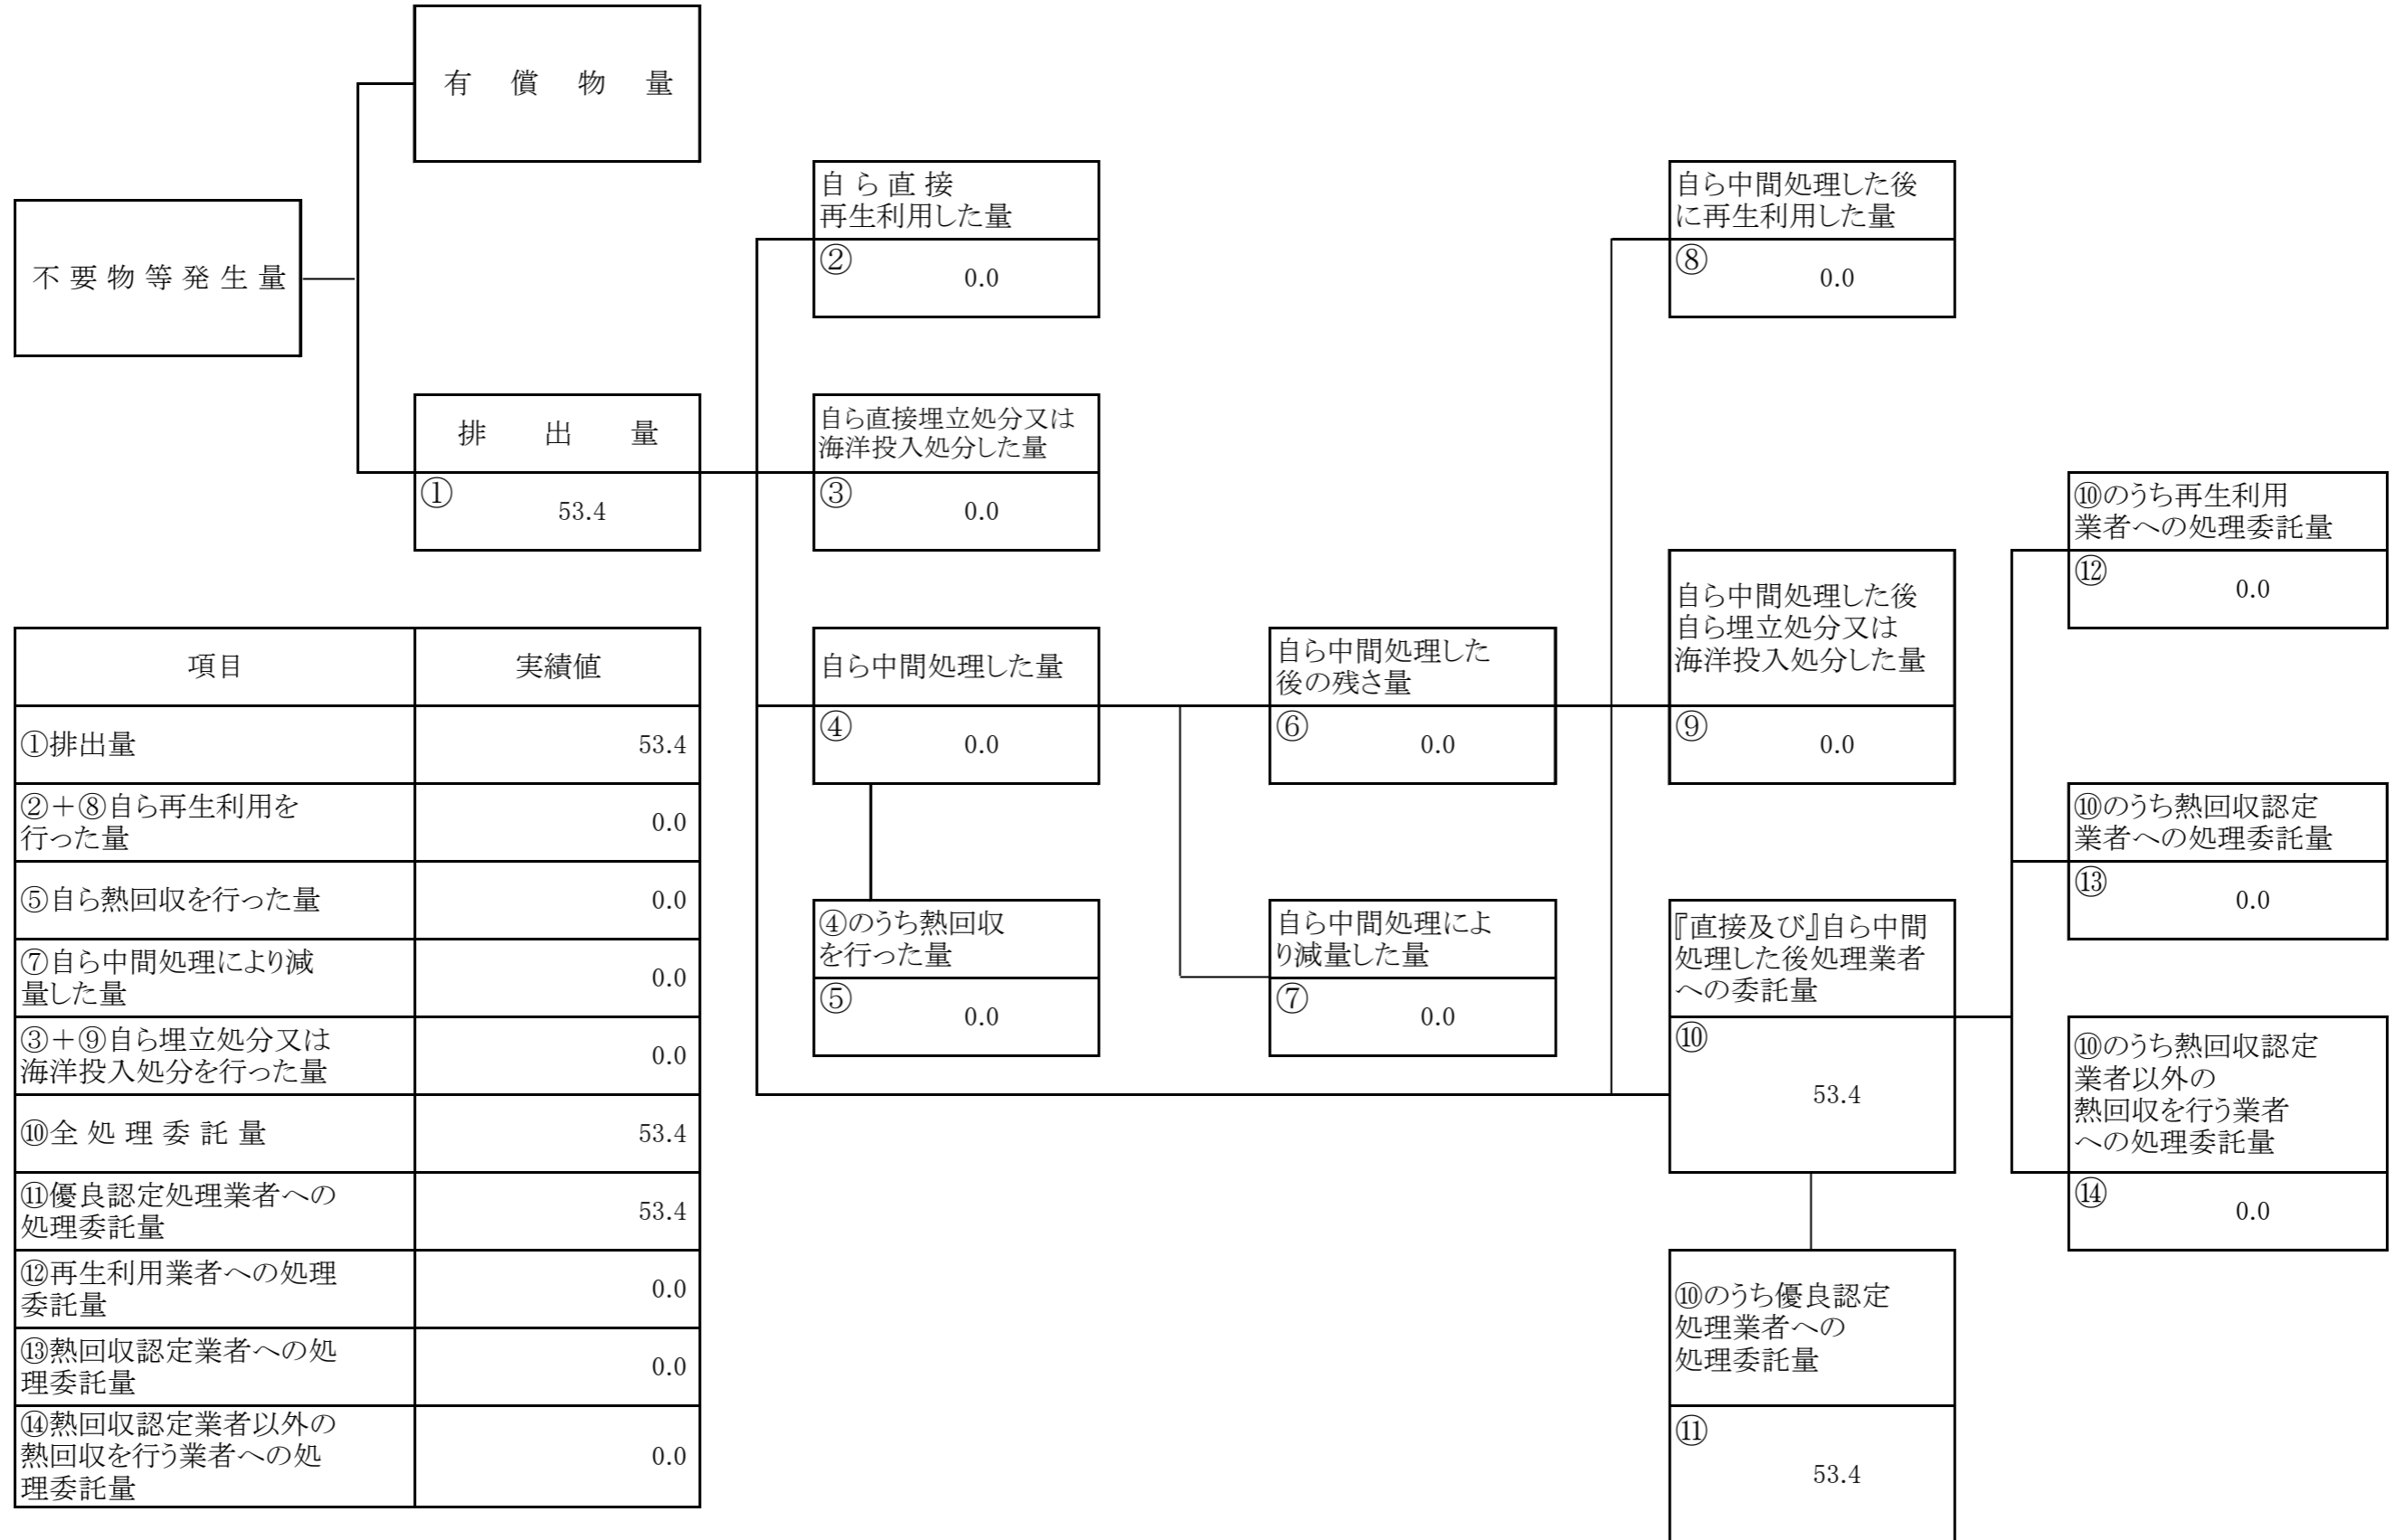 有 償 物 量
不 要 物 等 発 生 量
排 出 量
①
53.4
自 ら 直 接
再生利用した量
②
0.0
自ら直接埋立処分又は
海洋投入処分した量
③
0.0
自ら中間処理した量
④
0.0
④のうち熱回収
を行った量
⑤
0.0
自ら中間処理した
後の残さ量
⑥
0.0
自ら中間処理によ
り減量した量
⑦
0.0
自ら中間処理した後
に再生利用した量
⑧
0.0
自ら中間処理した後
自ら埋立処分又は
海洋投入処分した量
⑨
0.0
『直接及び』自ら中間
処理した後処理業者
への委託量
⑩
53.4
⑩のうち優良認定
処理業者への
処理委託量
⑪
53.4
⑩のうち再生利用
業者への処理委託量
⑫
0.0
⑩のうち熱回収認定
業者への処理委託量
⑬
0.0
⑩のうち熱回収認定
業者以外の
熱回収を行う業者
への処理委託量
⑭
0.0
項目 実績値
①排出量 53.4
②+⑧自ら再生利用を
行った量
0.0
⑤自ら熱回収を行った量 0.0
⑦自ら中間処理により減
量した量
0.0
③+⑨自ら埋立処分又は
海洋投入処分を行った量
0.0
⑩全 処 理 委 託 量 53.4
⑪優良認定処理業者への
処理委託量
53.4
⑫再生利用業者への処理
委託量
0.0
⑬熱回収認定業者への処
理委託量
0.0
⑭熱回収認定業者以外の
熱回収を行う業者への処
理委託量
0.0